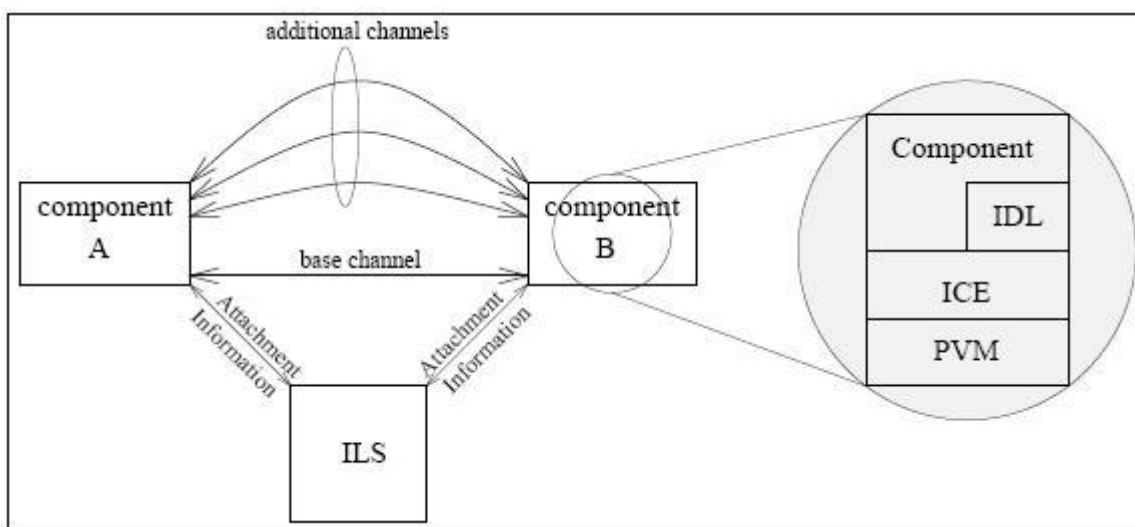 additional channels
component
A
component
B
base channel
Attachment
Information
Attachment
Information
ILS
Component
IDL
ICE
PVM